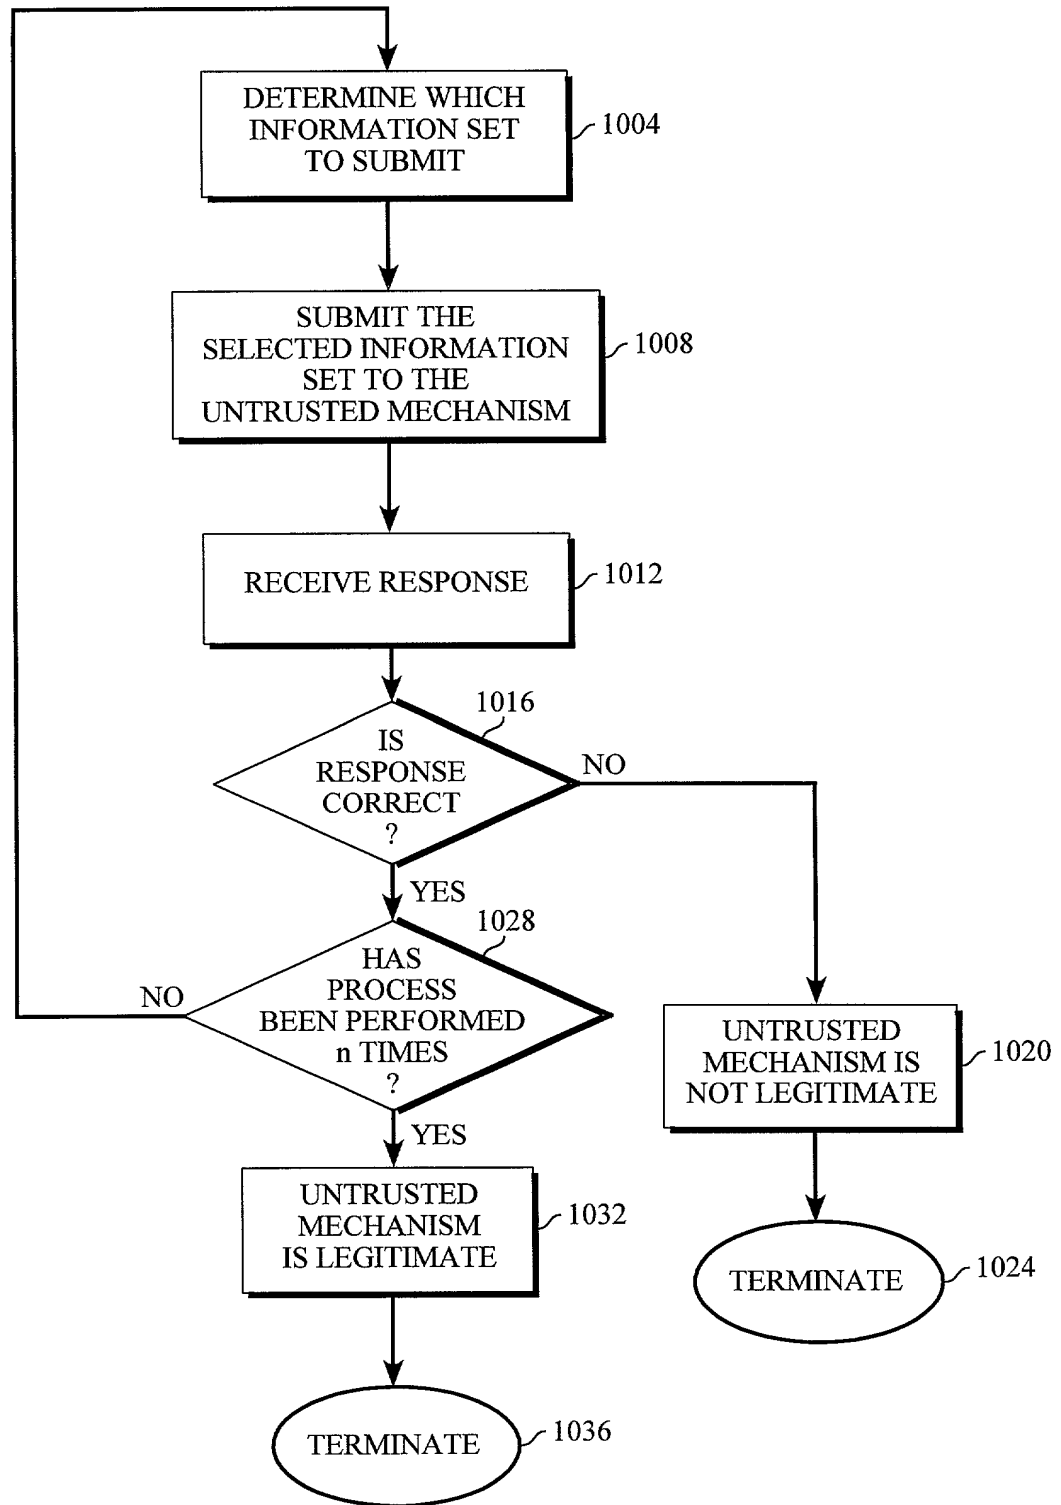 DETERMINE WHICH
INFORMATION SET
TO SUBMIT
1004
SUBMIT THE
SELECTED INFORMATION
SET TO THE
UNTRUSTED MECHANISM
1008
RECEIVE RESPONSE
1012
1016
IS
RESPONSE
CORRECT
?
NO
YES
1028
HAS
PROCESS
BEEN PERFORMED
n TIMES
?
NO
YES
UNTRUSTED
MECHANISM IS
NOT LEGITIMATE
1020
UNTRUSTED
MECHANISM
IS LEGITIMATE
1032
TERMINATE
1024
TERMINATE
1036